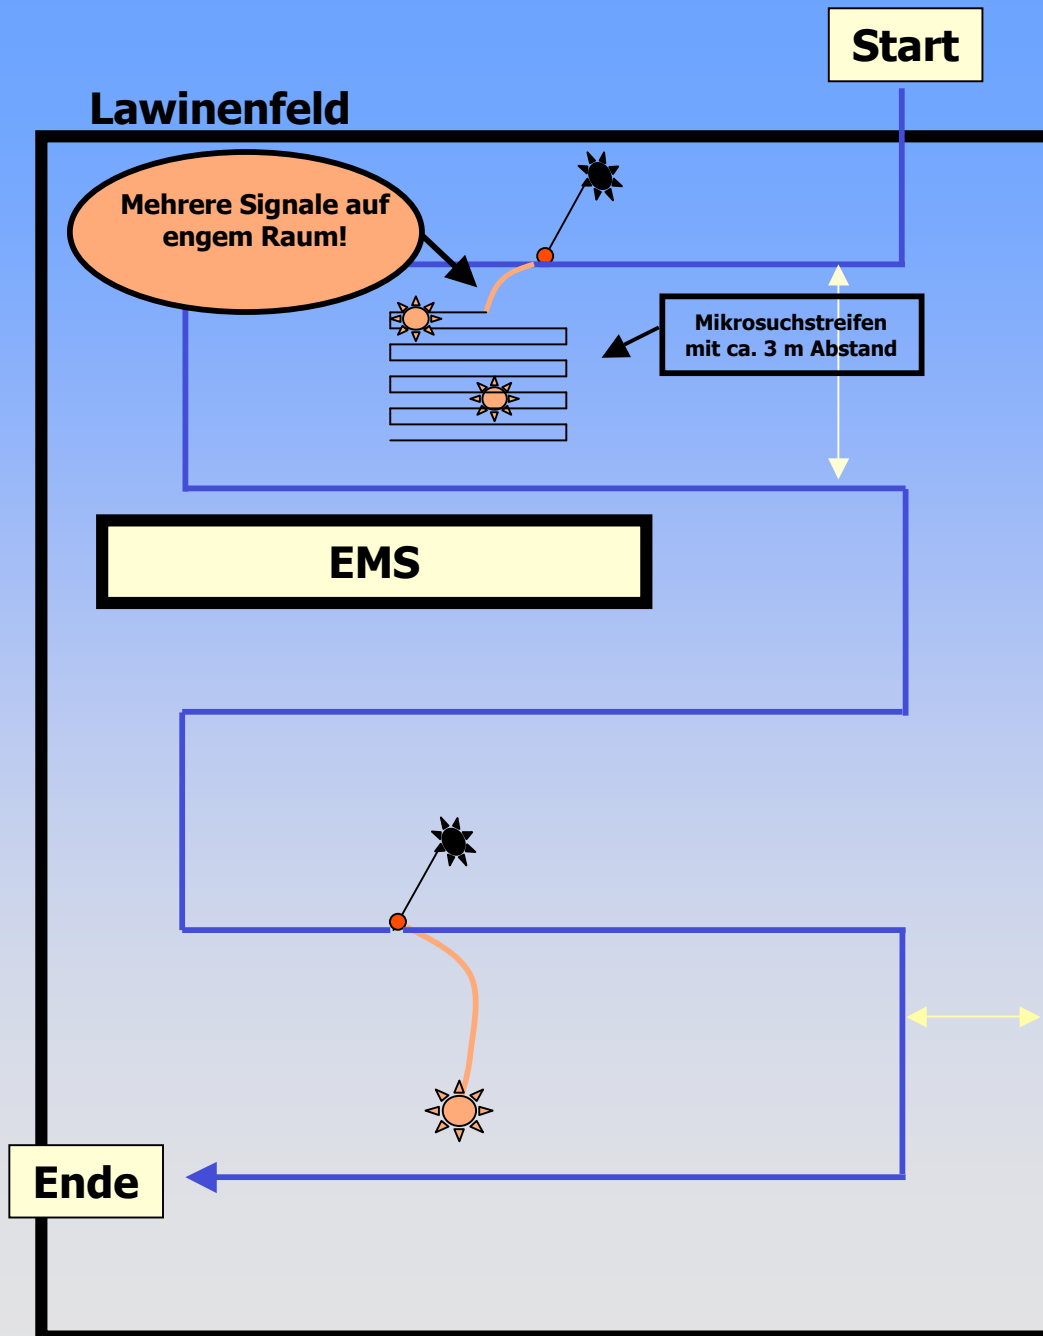 Start
Lawinenfeld
Mehrere Signale auf
engem Raum!
Mikrosuchstreifen
mit ca. 3 m Abstand
EMS
Ende